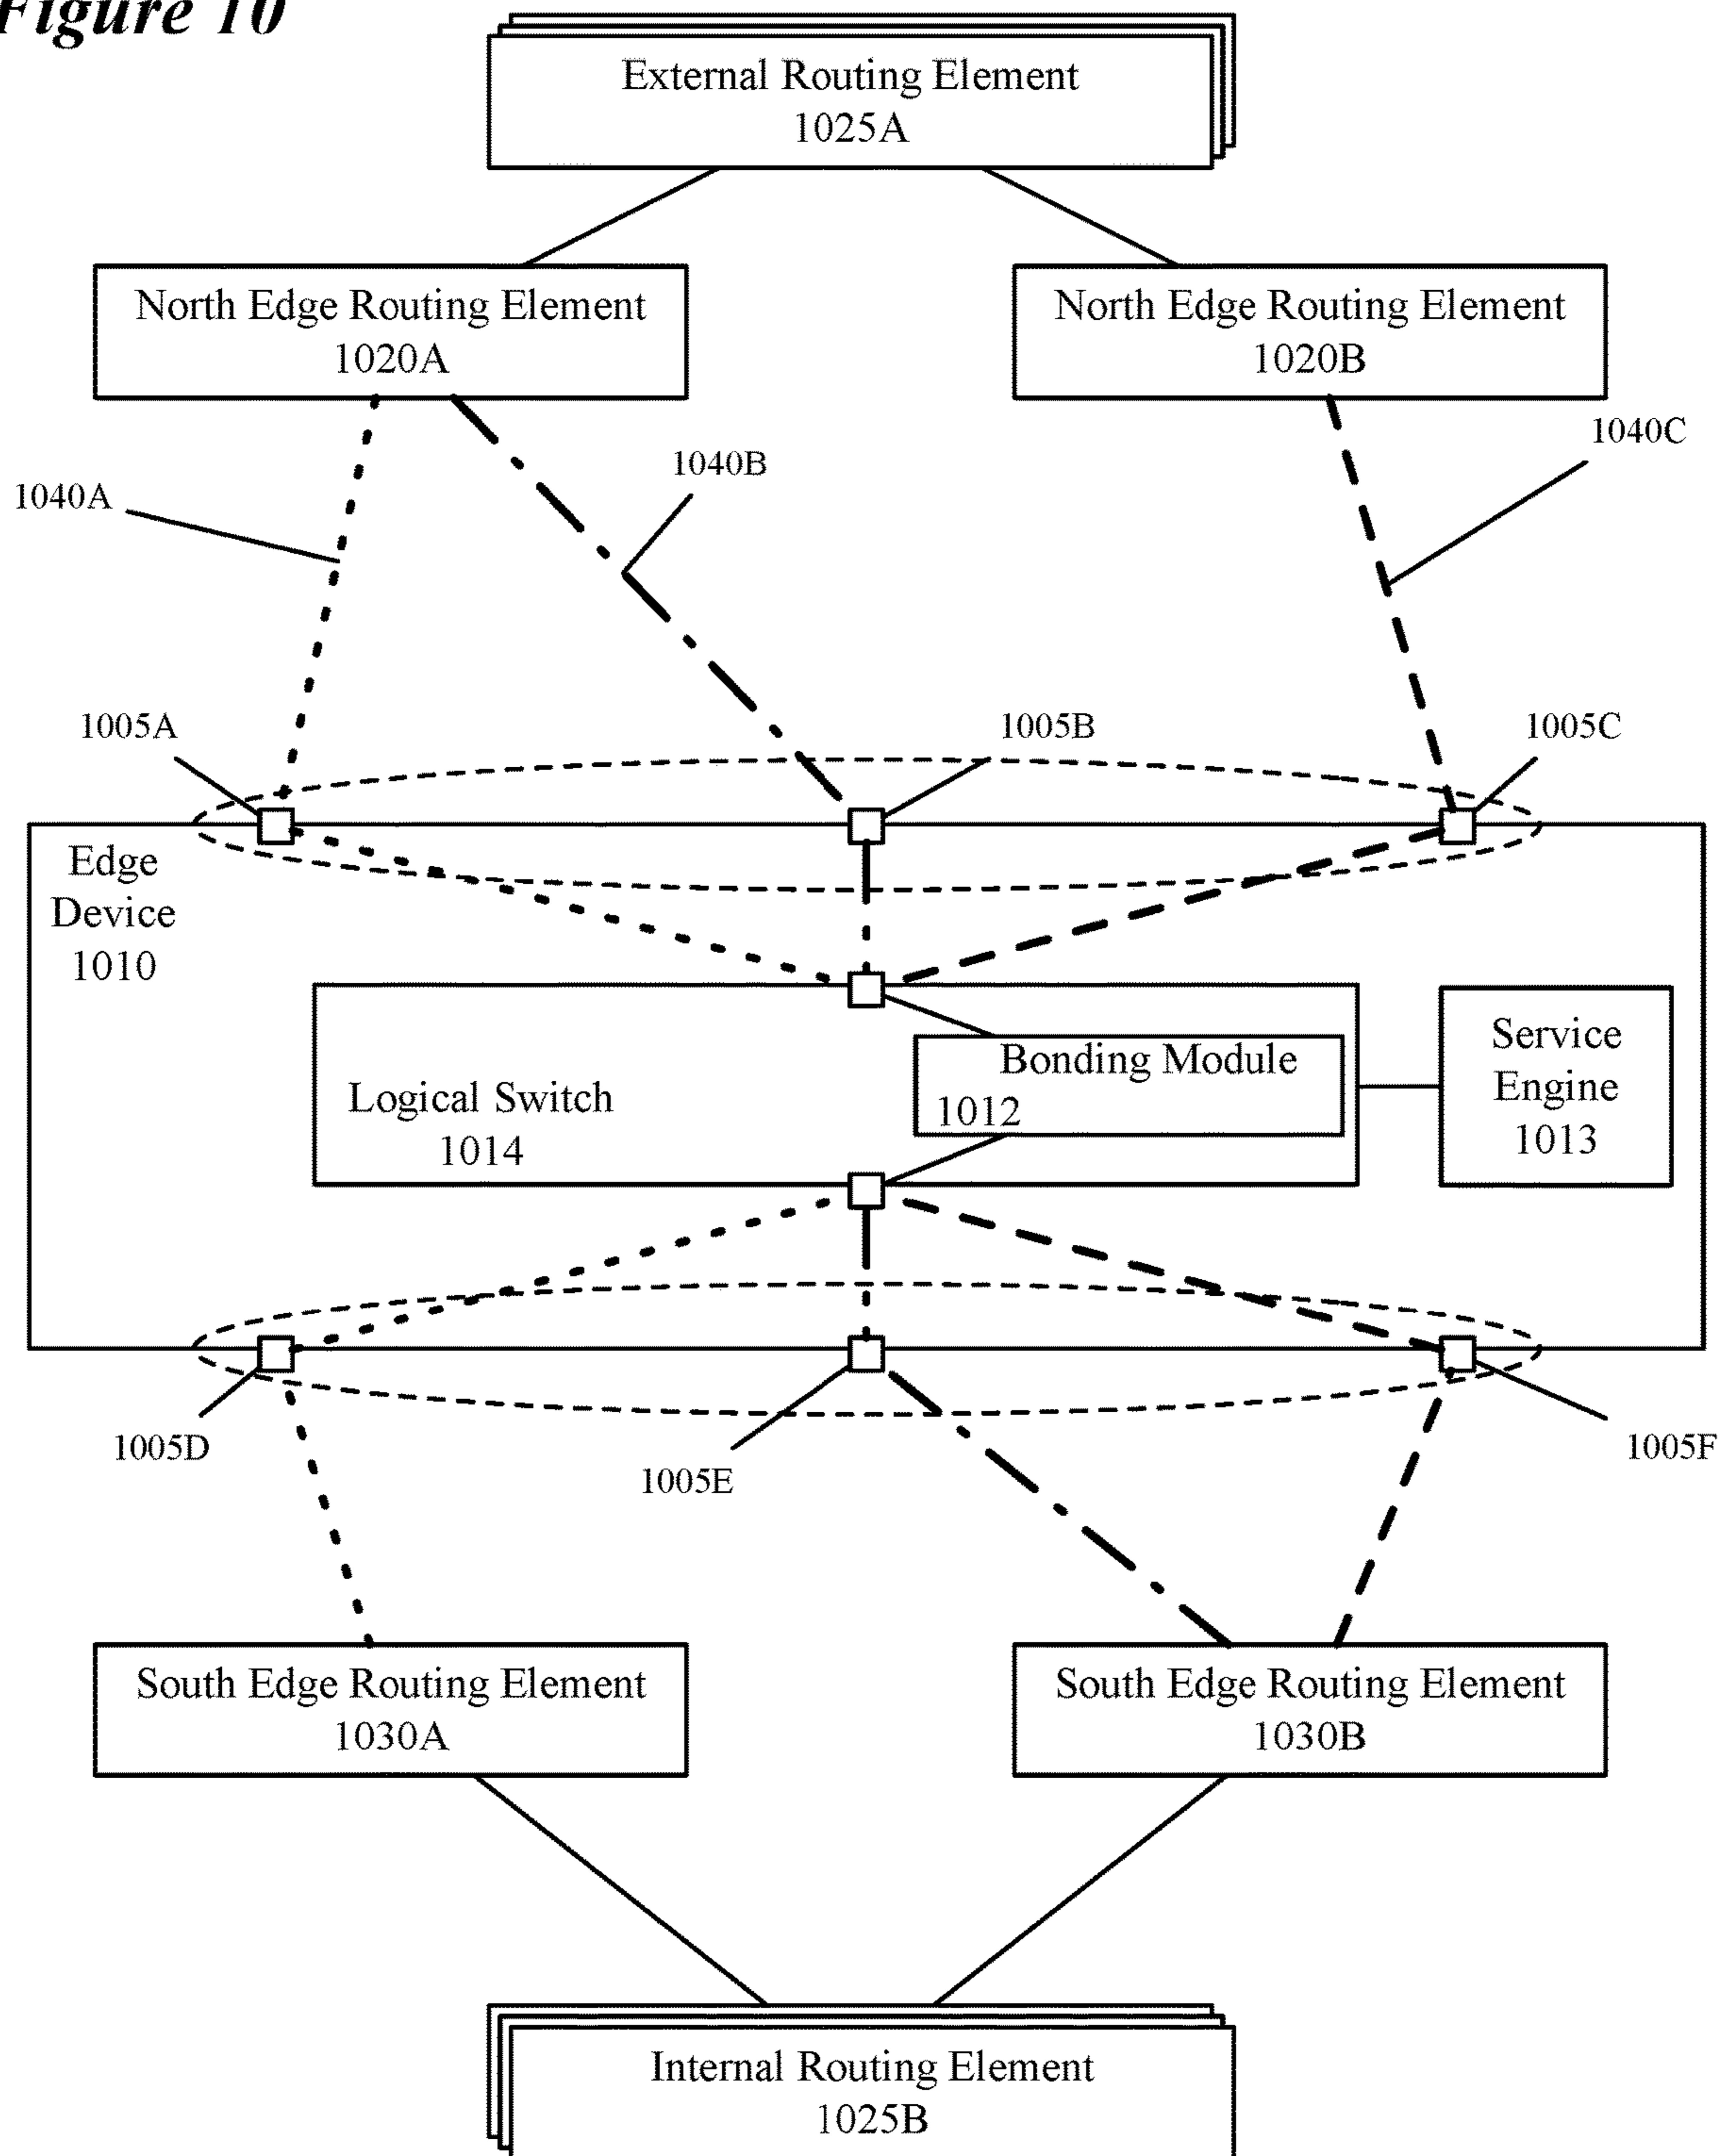 Figure 10
External Routing Element
1025A
North Edge Routing Element
1020A
North Edge Routing Element
1020B
1040C
1040B
1040A
1005A
1005B
1005C
Edge
Device
1010
Bonding Module
1012
Logical Switch
1014
Service
Engine
1013
1005D
1005E
1005F
South Edge Routing Element
1030A
South Edge Routing Element
1030B
Internal Routing Element
1025B